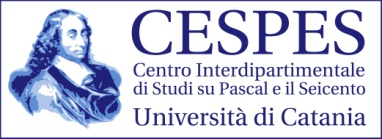 CESPES
Centro Interdipartimentale
di Studi su Pascal e il Seicento
Università di Catania